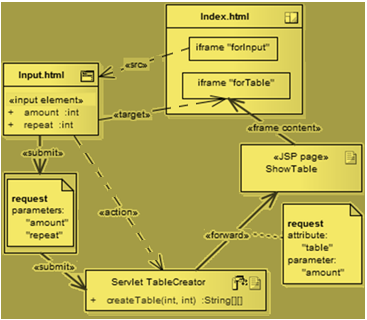 Index.html
iframe "forInput"
«src»
Input.html
iframe "forTable"
«input element»
+ amount :int
+ repeat :int
«target»
«frame content»
«submit»
«JSP page»
ShowTable
request
parameters:
"amount"
"repeat"
«action»
«forward»
request
attribute:
"table"
parameter:
"amount"
«submit»
Servlet TableCreator
+ createTable(int, int) :String[][]